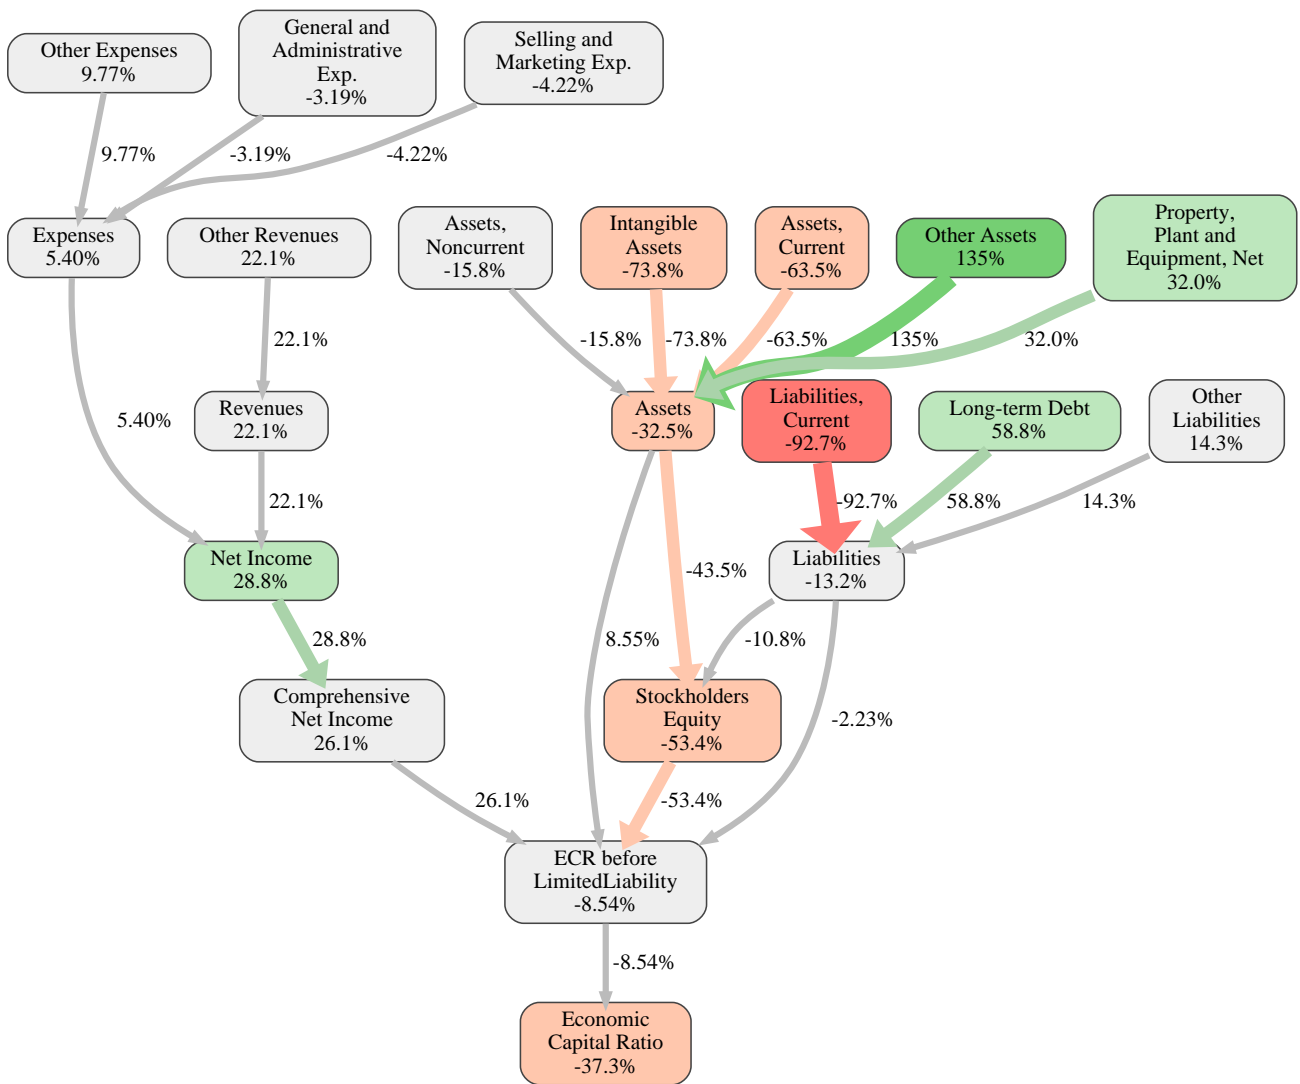 Other Expenses
9.77%
General and
Administrative
Exp.
-3.19%
Selling and
Marketing Exp.
-4.22%
9.77%
-3.19%
-4.22%
Expenses
5.40%
Other Revenues
22.1%
Assets,
Noncurrent
-15.8%
Intangible
Assets
-73.8%
Assets,
Current
-63.5%
Other Assets
135%
Property,
Plant and
Equipment, Net
32.0%
22.1%
-15.8%
-73.8%
-63.5%
135%
32.0%
5.40%
Revenues
22.1%
Assets
-32.5%
Liabilities,
Current
-92.7%
Long-term Debt
58.8%
Other
Liabilities
14.3%
22.1%
-92.7%
58.8%
14.3%
Net Income
28.8%
-43.5%
Liabilities
-13.2%
28.8%
8.55%
-10.8%
-2.23%
Comprehensive
Net Income
26.1%
Stockholders
Equity
-53.4%
26.1%
-53.4%
ECR before
LimitedLiability
-8.54%
-8.54%
Economic
Capital Ratio
-37.3%